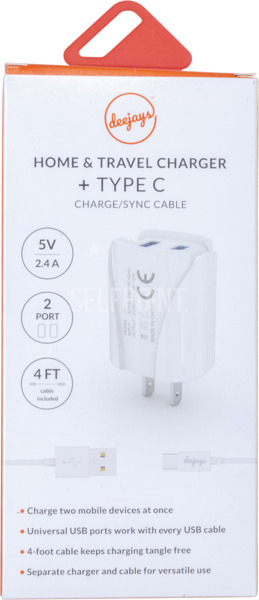 deejays
HOME & TRAVEL CHARGER
+ TYPE C
CHARGE/SYNC CABLE
5V
2.4 A
2
PORT
4 FT
cable
included
CE
deejays
• Charge two mobile devices at once
• Universal USB ports work with every USB cable
• 4-foot cable keeps charging tangle free
• Separate charger and cable for versatile use